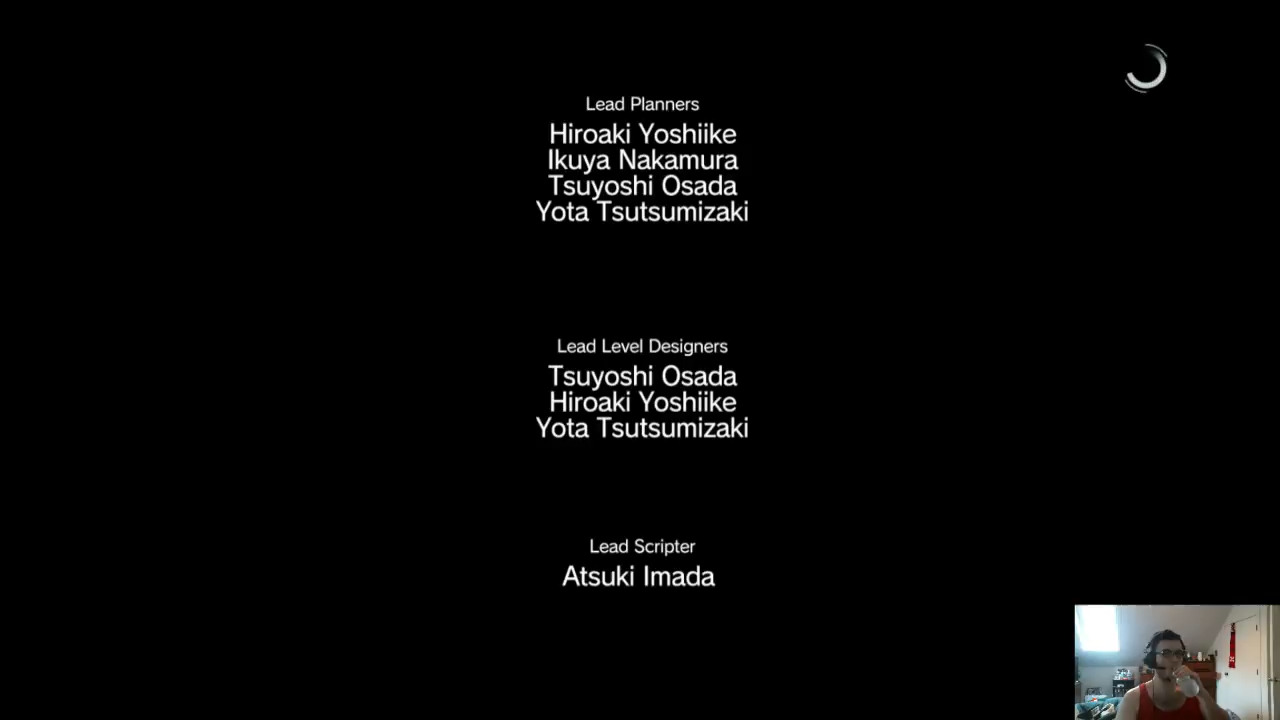 Lead Planners
Hiroaki Yoshiike
Ikuya Nakamura
Tsuyoshi Osada
Yota Tsutsumizaki
Lead Level Designers
Tsuyoshi Osada
Hiroaki Yoshiike
Yota Tsutsumizaki
Lead Scripter
Atsuki Imada